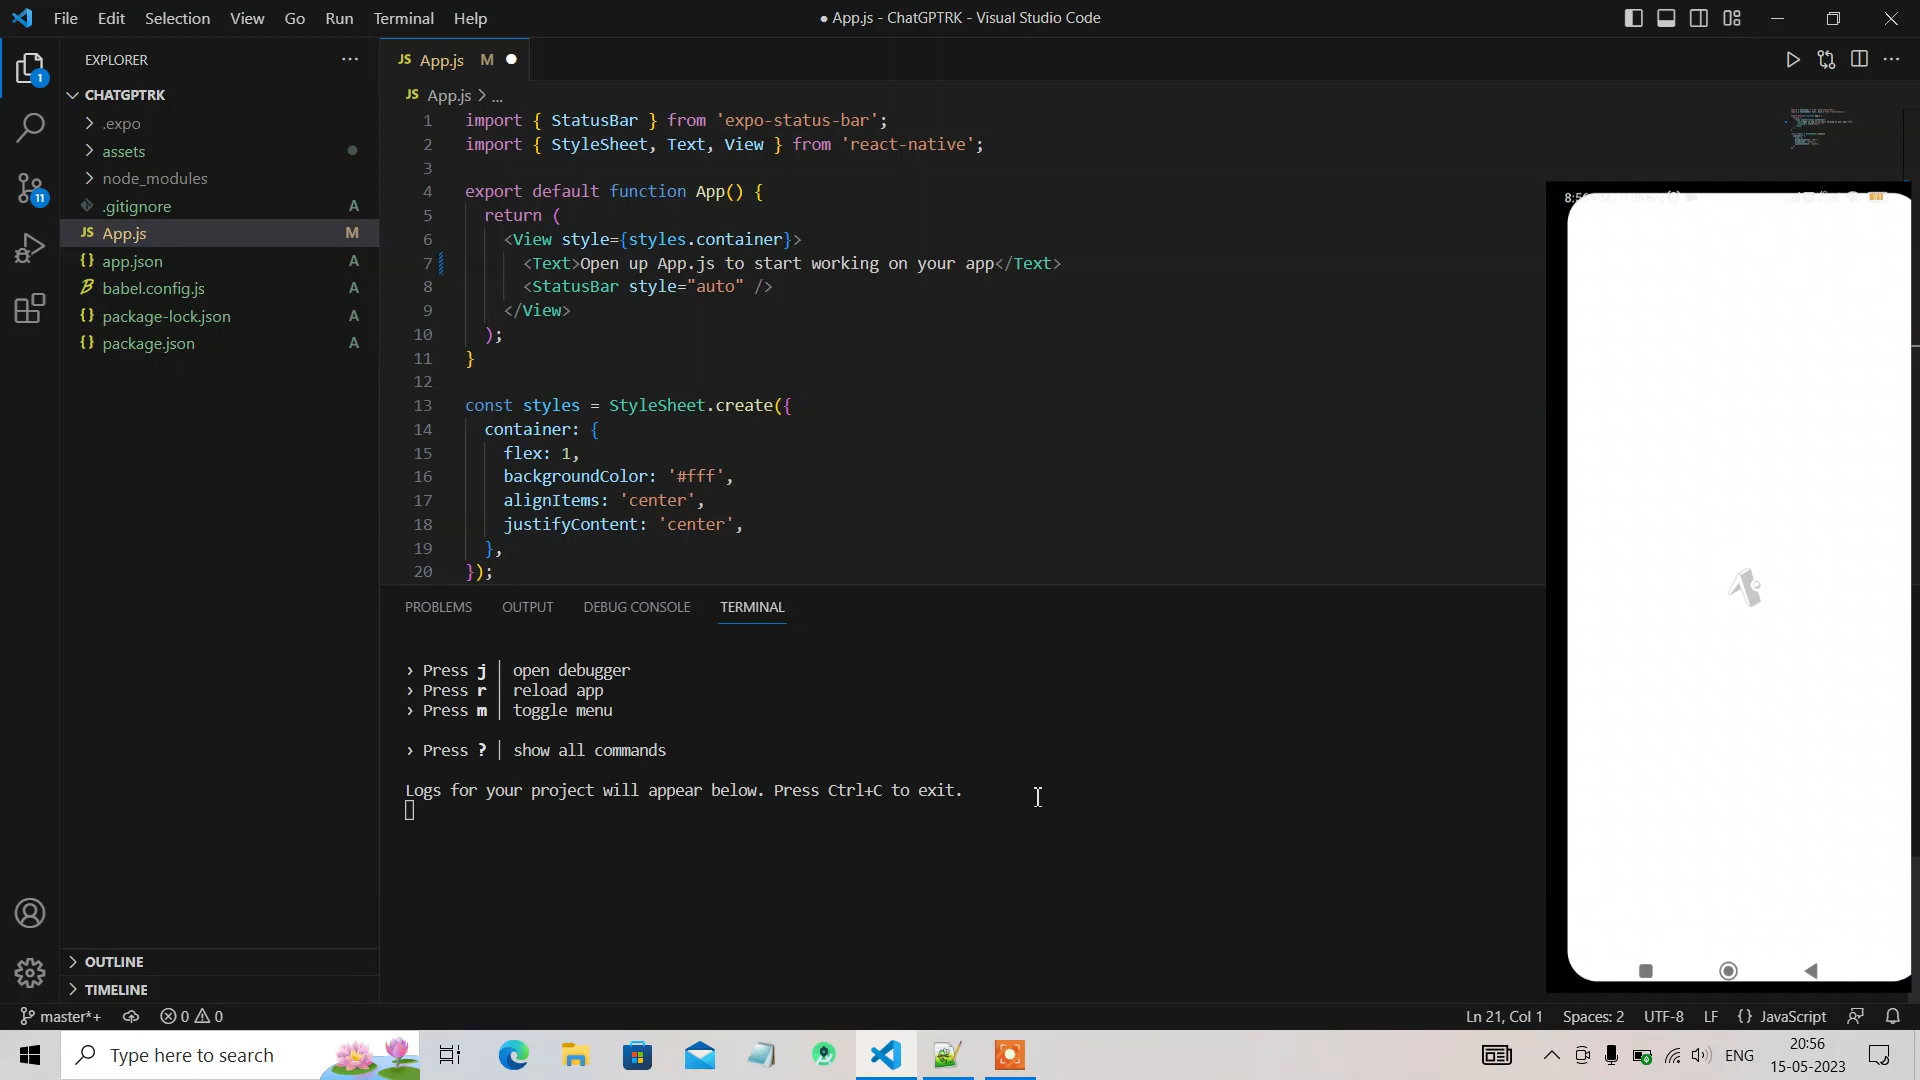 File Edit Selection View Go Run Terminal Help
● App.js - ChatGPTRK - Visual Studio Code
EXPLORER
CHATGPTRK
.expo
assets
node_modules
.gitignore A
JS App.js M
{} app.json A
babel.config.js A
{} package-lock.json A
{} package.json A
OUTLINE
TIMELINE
1
11
JS App.js M
JS App.js > ...
1 import { StatusBar } from 'expo-status-bar';
2 import { StyleSheet, Text, View } from 'react-native';
3
4 export default function App() {
5 return (
6 <View style={styles.container}>
7 <Text>Open up App.js to start working on your app</Text>
8 <StatusBar style="auto" />
9 </View>
10 );
11 }
12
13 const styles = StyleSheet.create({
14 container: {
15 flex: 1,
16 backgroundColor: '#fff',
17 alignItems: 'center',
18 justifyContent: 'center',
19 },
20 });
PROBLEMS OUTPUT DEBUG CONSOLE TERMINAL
› Press j | open debugger
› Press r | reload app
› Press m | toggle menu
› Press ? | show all commands
Logs for your project will appear below. Press Ctrl+C to exit.
master*+ 0 0
Ln 21, Col 1 Spaces: 2 UTF-8 LF {} JavaScript
Type here to search
ENG
20:56
15-05-2023